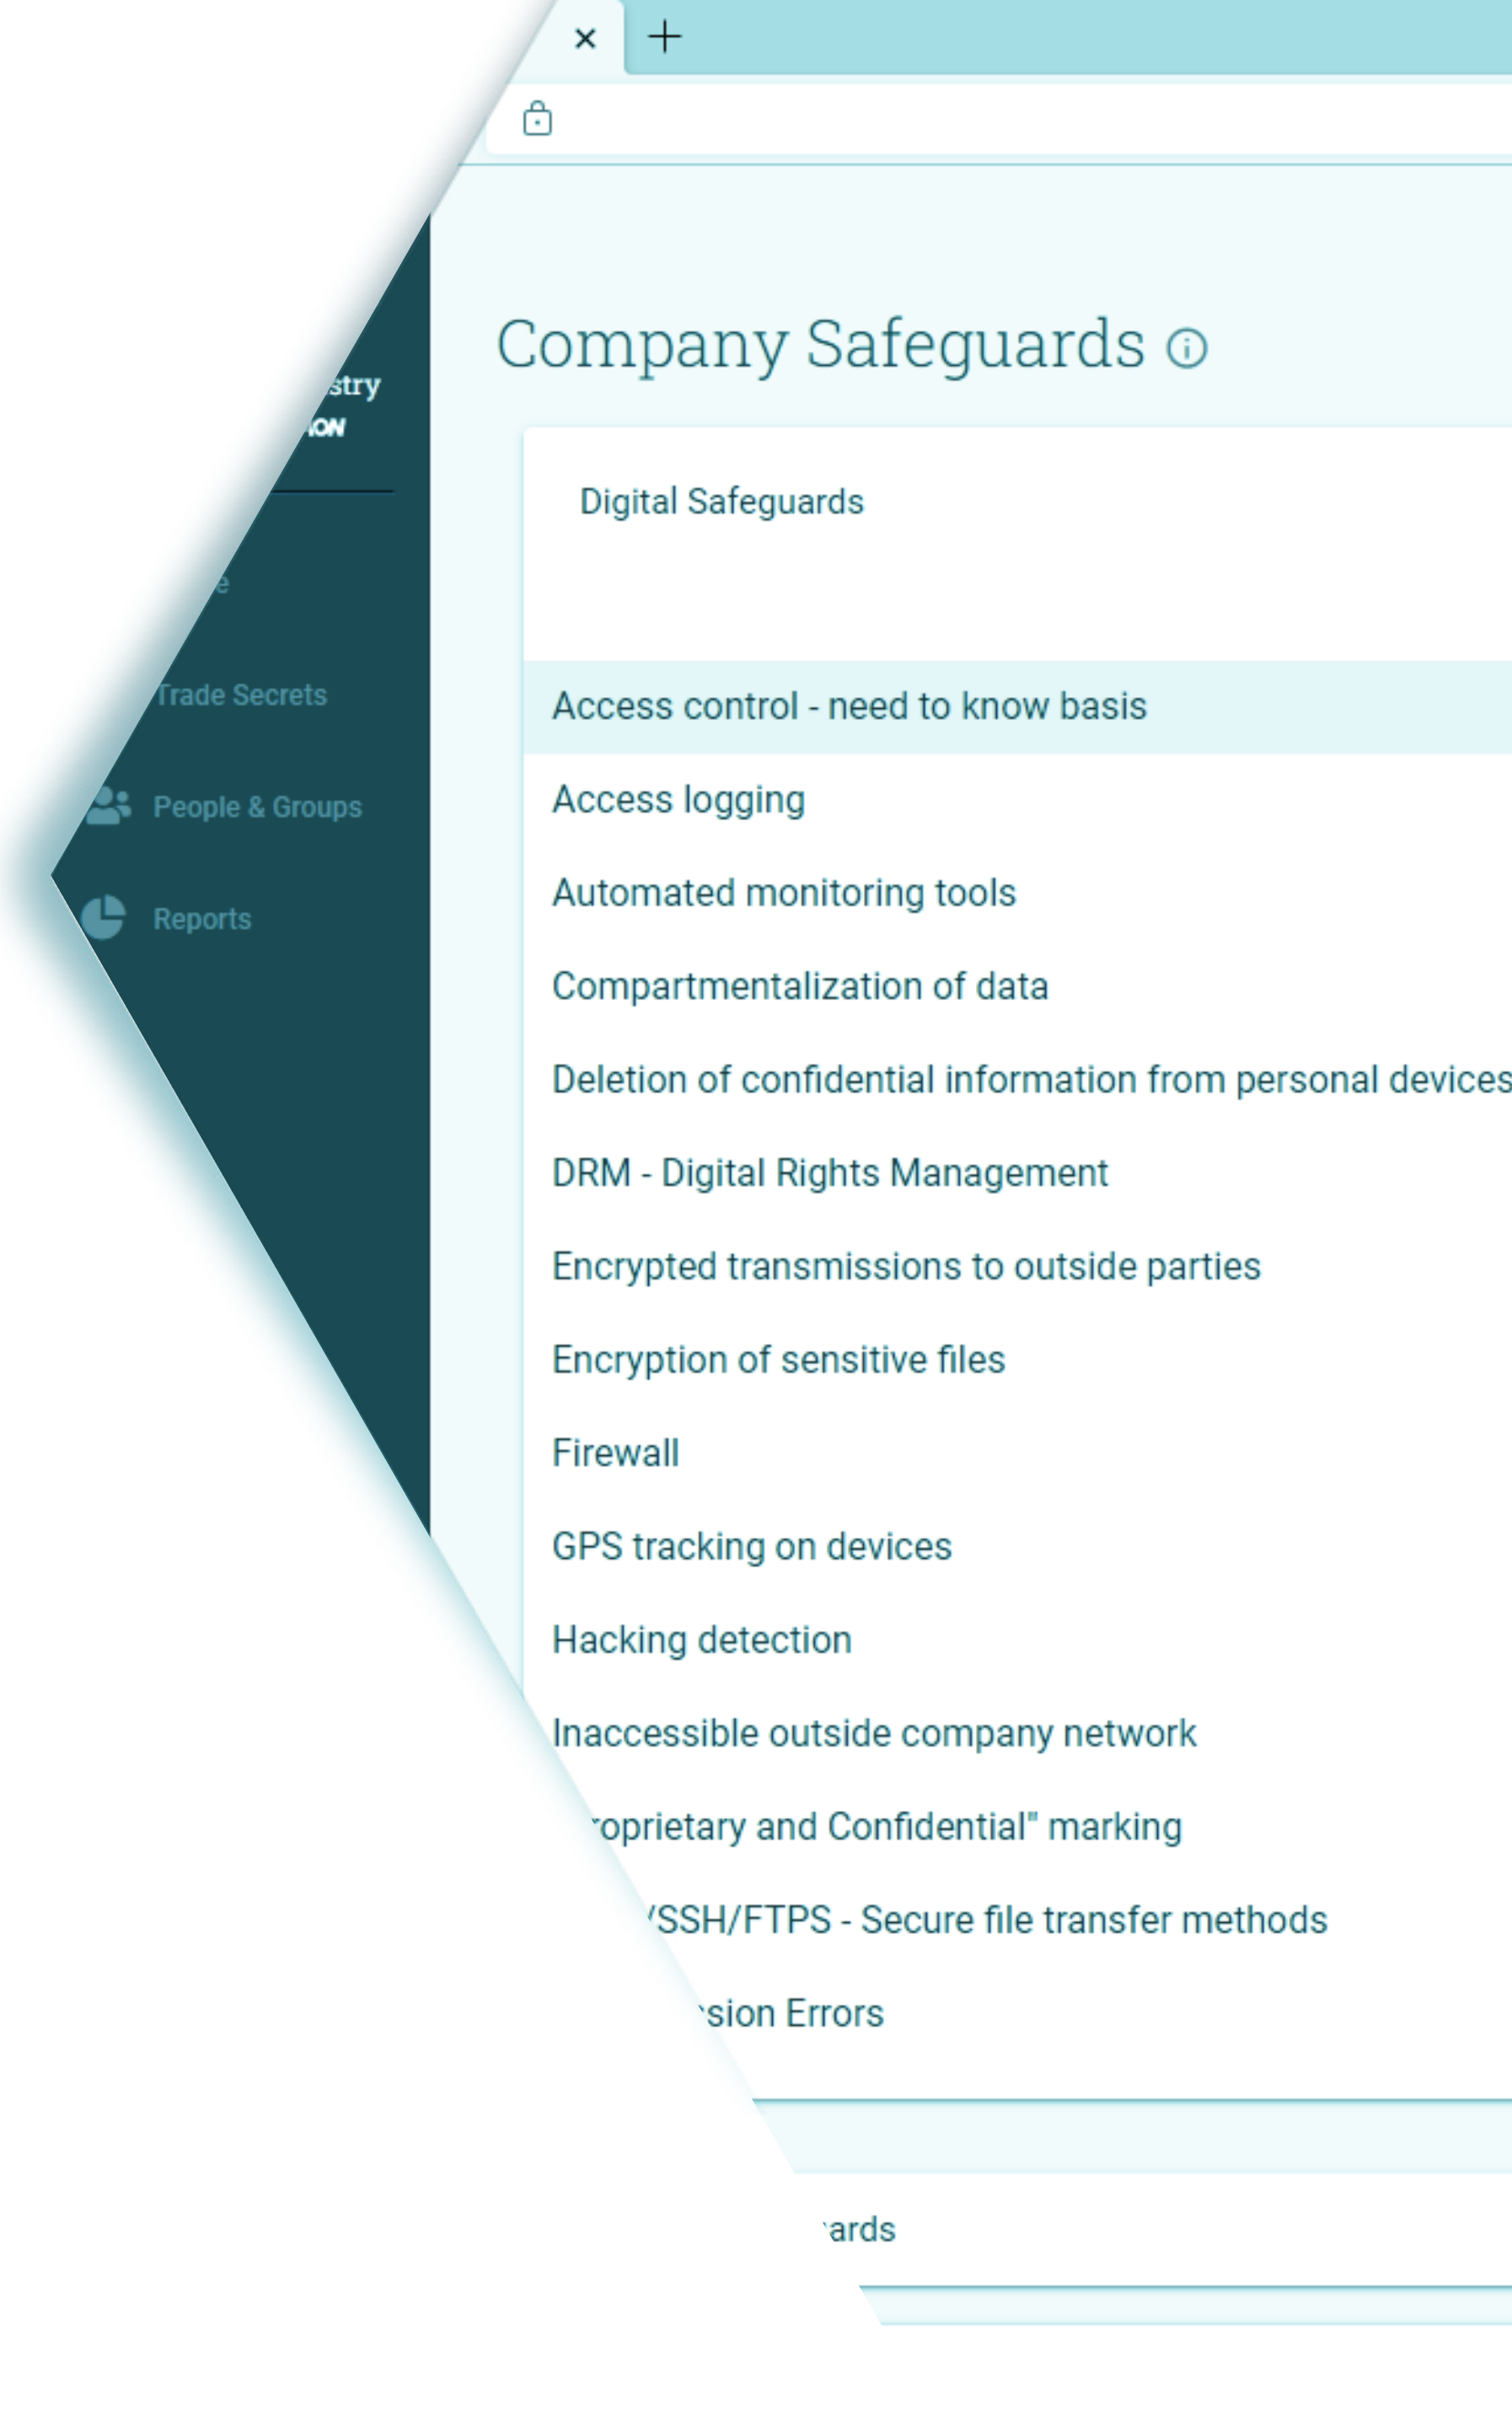 Company Safeguards
Digital Safeguards
Trade Secrets
People & Groups
Reports
Access control - need to know basis
Access logging
Automated monitoring tools
Compartmentalization of data
Deletion of confidential information from personal devices
DRM - Digital Rights Management
Encrypted transmissions to outside parties
Encryption of sensitive files
Firewall
GPS tracking on devices
Hacking detection
Inaccessible outside company network
and Confidential" marking
/SSH/FTPS - Secure file transfer methods
Errors